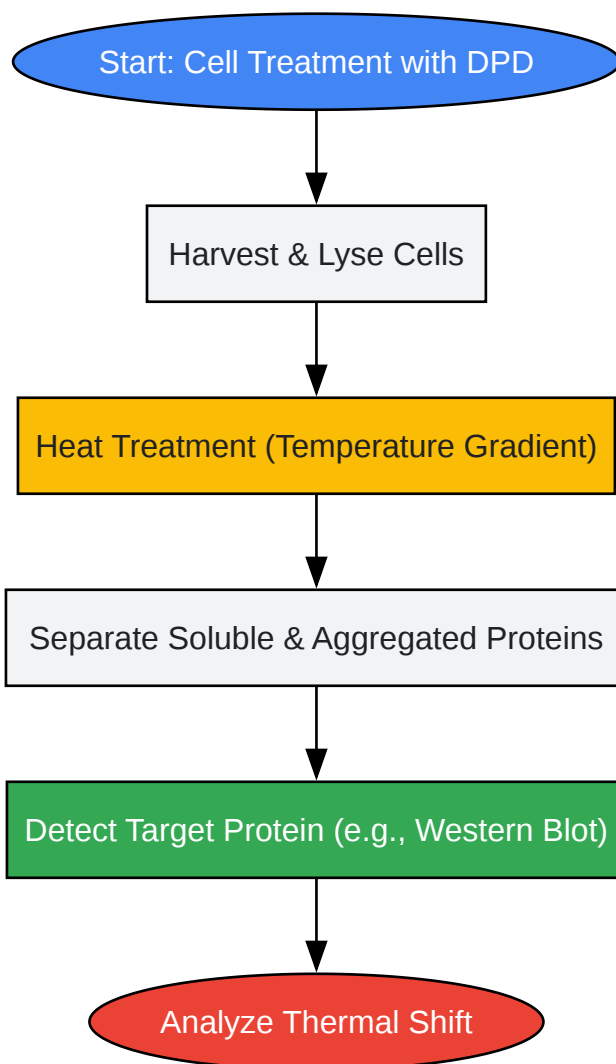 Start: Cell Treatment with DPD
Harvest & Lyse Cells
Heat Treatment (Temperature Gradient)
Separate Soluble & Aggregated Proteins
Detect Target Protein (e.g., Western Blot)
Analyze Thermal Shift